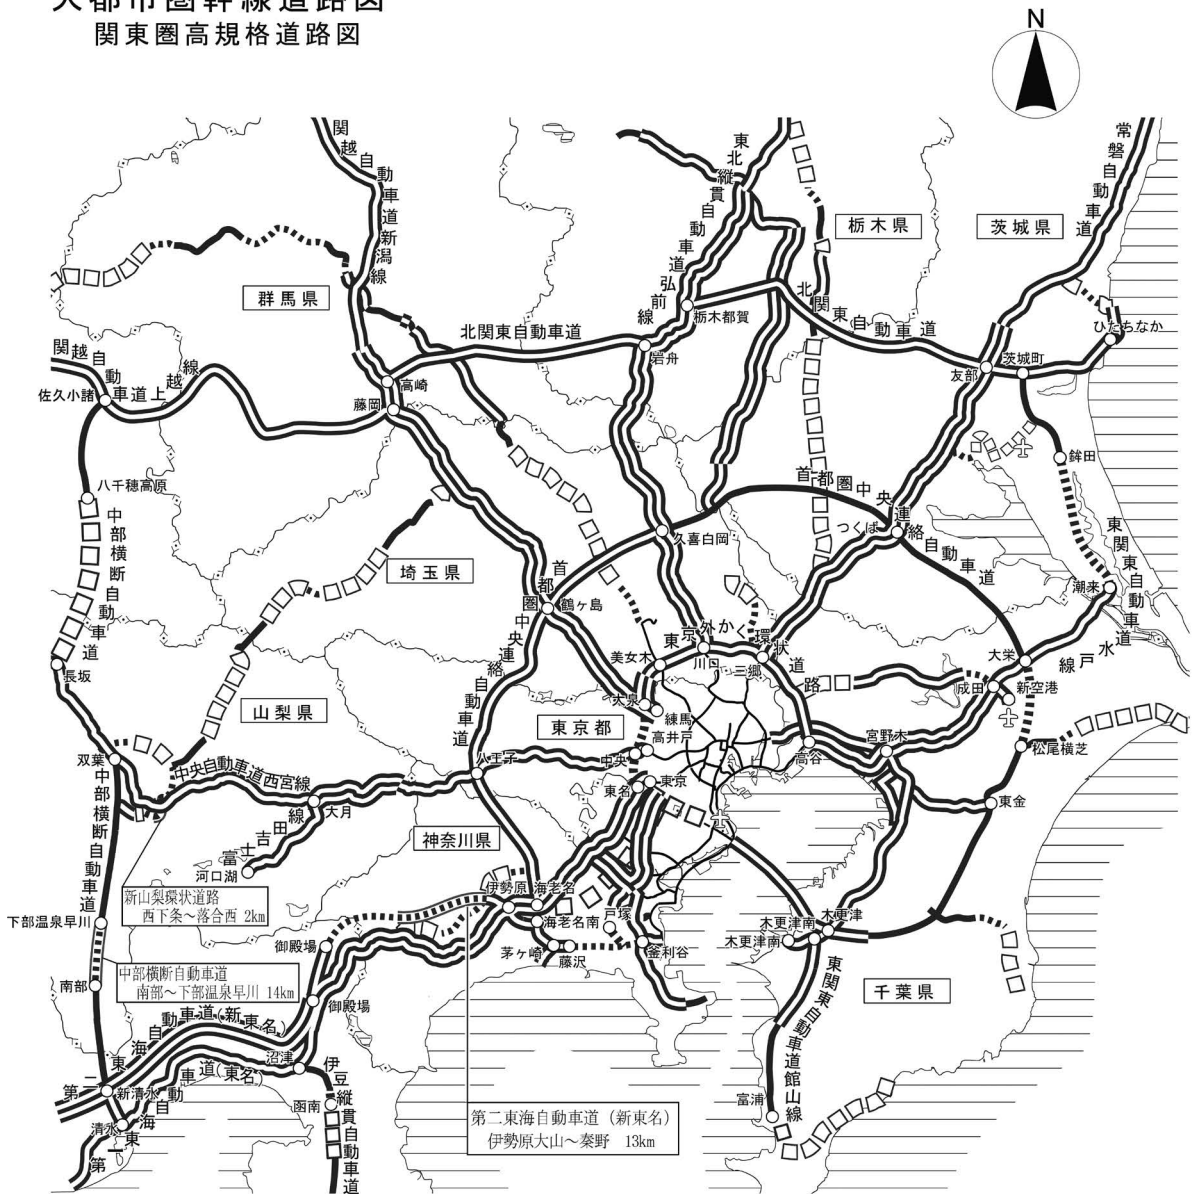 大都市圏幹線道路図
関東圏高規格道路図
N
関越自動車道新潟線
東北縦貫自動車道弘前線
常磐自動車道
栃木県
茨城県
群馬県
北関東自動車道
栃木都賀
北関東自動車道
ひたちなか
関越自動車道上越線
岩舟
茨城町
友部
佐久小諸
高崎
藤岡
鉾田
八千穂高原
首都圏中央連絡自動車道
つくば
中部横断自動車道
久喜白岡
東関東自動車道水戸線
埼玉県
首都圏中央連絡自動車道
鶴ヶ島
潮来
東京外かく環状道路
美女木
川口
三郷
大栄
長坂
成田
新空港
大泉
練馬
山梨県
東京都
高井戸
宮野木
松尾横芝
双葉
中央自動車道西宮線
八王子
中央
高谷
東名
東京
大月
東金
中部横断自動車道
富士吉田線
神奈川県
河口湖
新山梨環状道路
西下条〜落合西 2km
伊勢原
海老名
下部温泉早川
海老名南
戸塚
木更津南
木更津
木更津南
御殿場
茅ヶ崎
藤沢
釜利谷
中部横断自動車道
南部〜下部温泉早川 14km
南部
御殿場
東関東自動車道館山線
千葉県
第二東海自動車道(新東名)
沼津
伊豆縦貫自動車道
新清水
函南
富浦
第二東海自動車道(新東名)
伊勢原大山〜秦野 13km
清水
第一東海自動車道(東名)